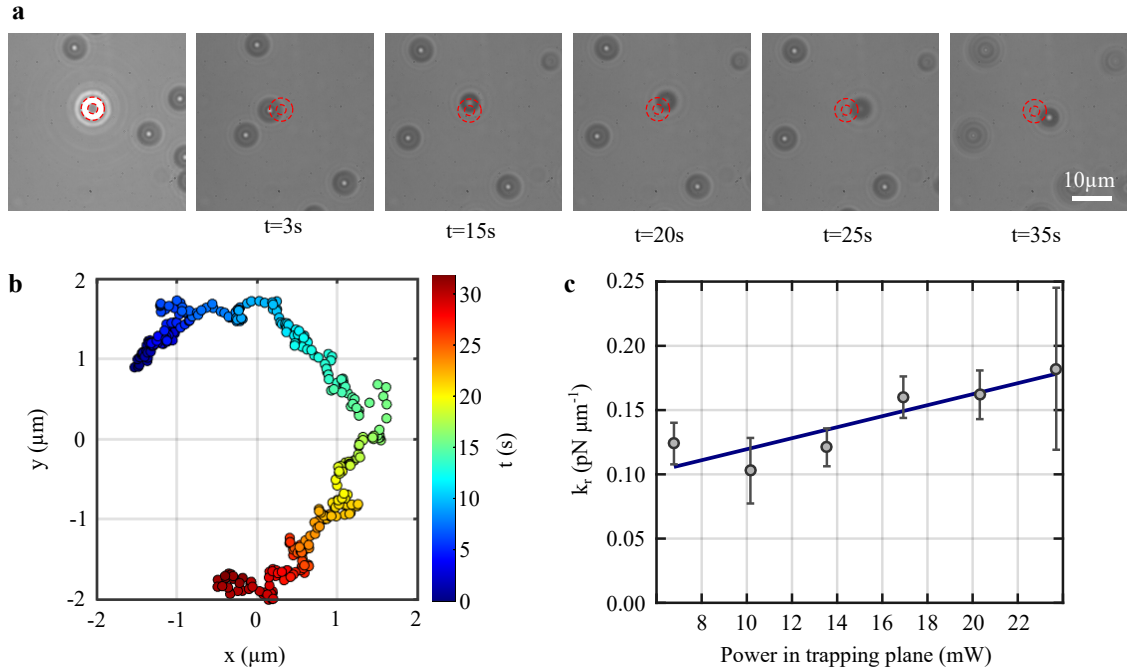 a
10µm
t=3s
t=15s
t=20s
t=25s
t=35s
b
2
1
0
-1
-2
y (µm)
-2
-1
0
1
2
x (µm)
30
25
20
15
10
5
0
t (s)
c
0.25
0.20
0.15
0.10
0.05
0.00
kᵣ (pN µm⁻¹)
8
10
12
14
16
18
20
22
Power in trapping plane (mW)